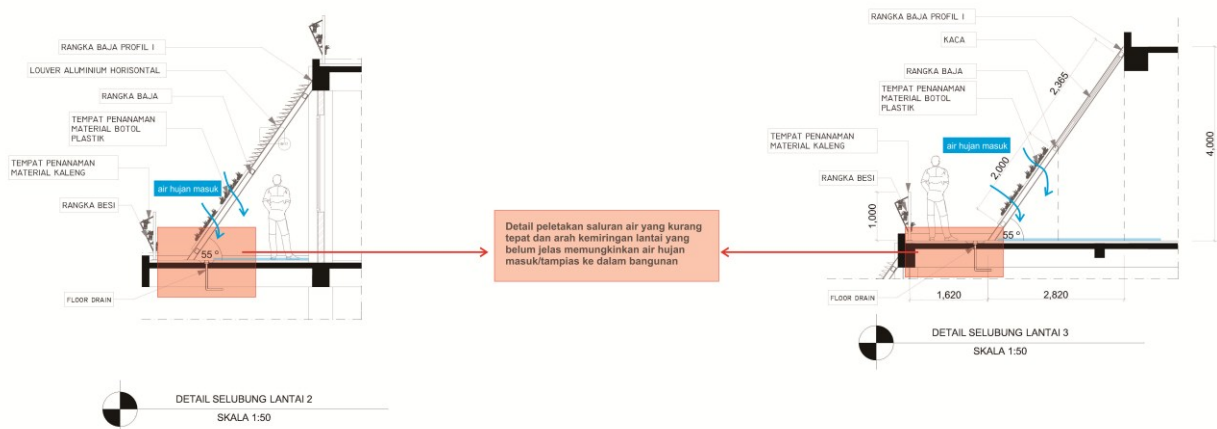 RANGKA BAJA PROFIL I
LOUVER ALUMINIUM HORISONTAL
RANGKA BAJA
TEMPAT PENANAMAN
MATERIAL BOTOL
PLASTIK
TEMPAT PENANAMAN
MATERIAL KALENG
air hujan masuk
RANGKA BESI
55 º
FLOOR DRAIN
DETAIL SELUBUNG LANTAI 2
SKALA 1:50
Detail peletakan saluran air yang kurang
tepat dan arah kemiringan lantai yang
belum jelas memungkinkan air hujan
masuk/tampias ke dalam bangunan
RANGKA BAJA PROFIL I
KACA
RANGKA BAJA
2,365
TEMPAT PENANAMAN
MATERIAL BOTOL
PLASTIK
4,000
TEMPAT PENANAMAN
MATERIAL KALENG
air hujan masuk
2,000
RANGKA BESI
1,000
55 º
FLOOR DRAIN
1,620
2,820
DETAIL SELUBUNG LANTAI 3
SKALA 1:50